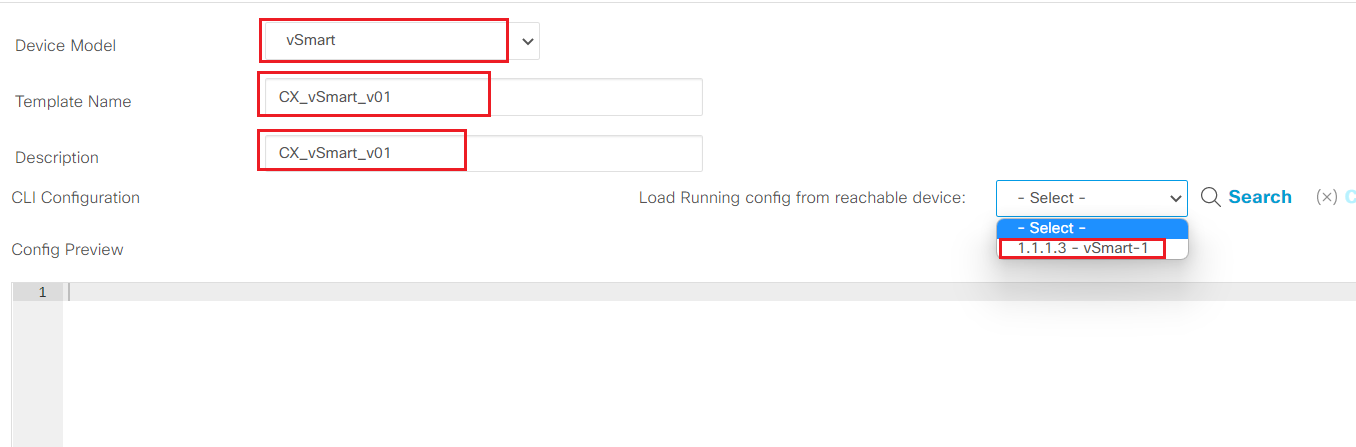 Device Model vSmart
Template Name CX_vSmart_v01
Description CX_vSmart_v01
CLI Configuration Load Running config from reachable device: - Select - Search (×)
- Select -
1.1.1.3 - vSmart-1
Config Preview
1